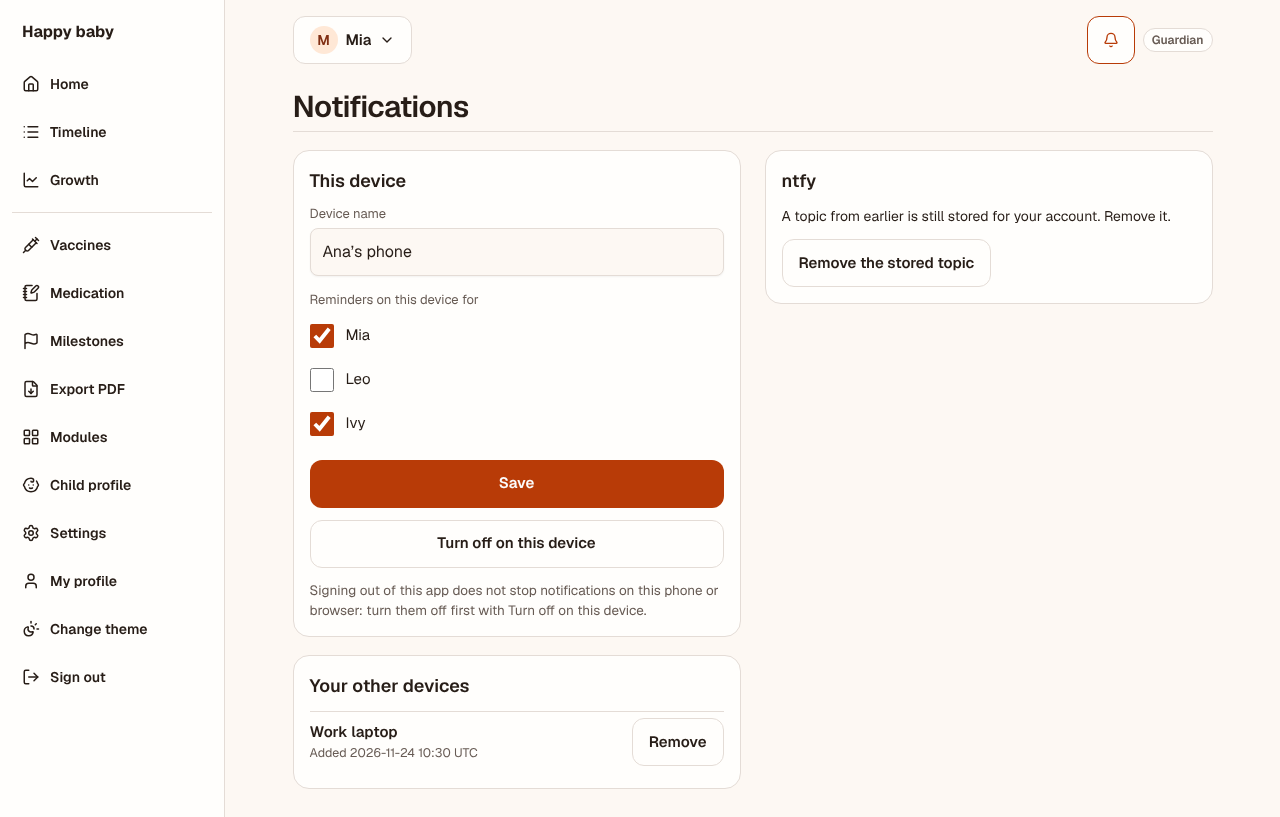 Happy baby
Home
Timeline
Growth
Vaccines
Medication
Milestones
Export PDF
Modules
Child profile
Settings
My profile
Change theme
Sign out
M Mia
Guardian
Notifications
This device
Device name
Ana’s phone
Reminders on this device for
Mia
Leo
Ivy
Save
Turn off on this device
Signing out of this app does not stop notifications on this phone or
browser: turn them off first with Turn off on this device.
Your other devices
Work laptop
Added 2026-11-24 10:30 UTC
Remove
ntfy
A topic from earlier is still stored for your account. Remove it.
Remove the stored topic